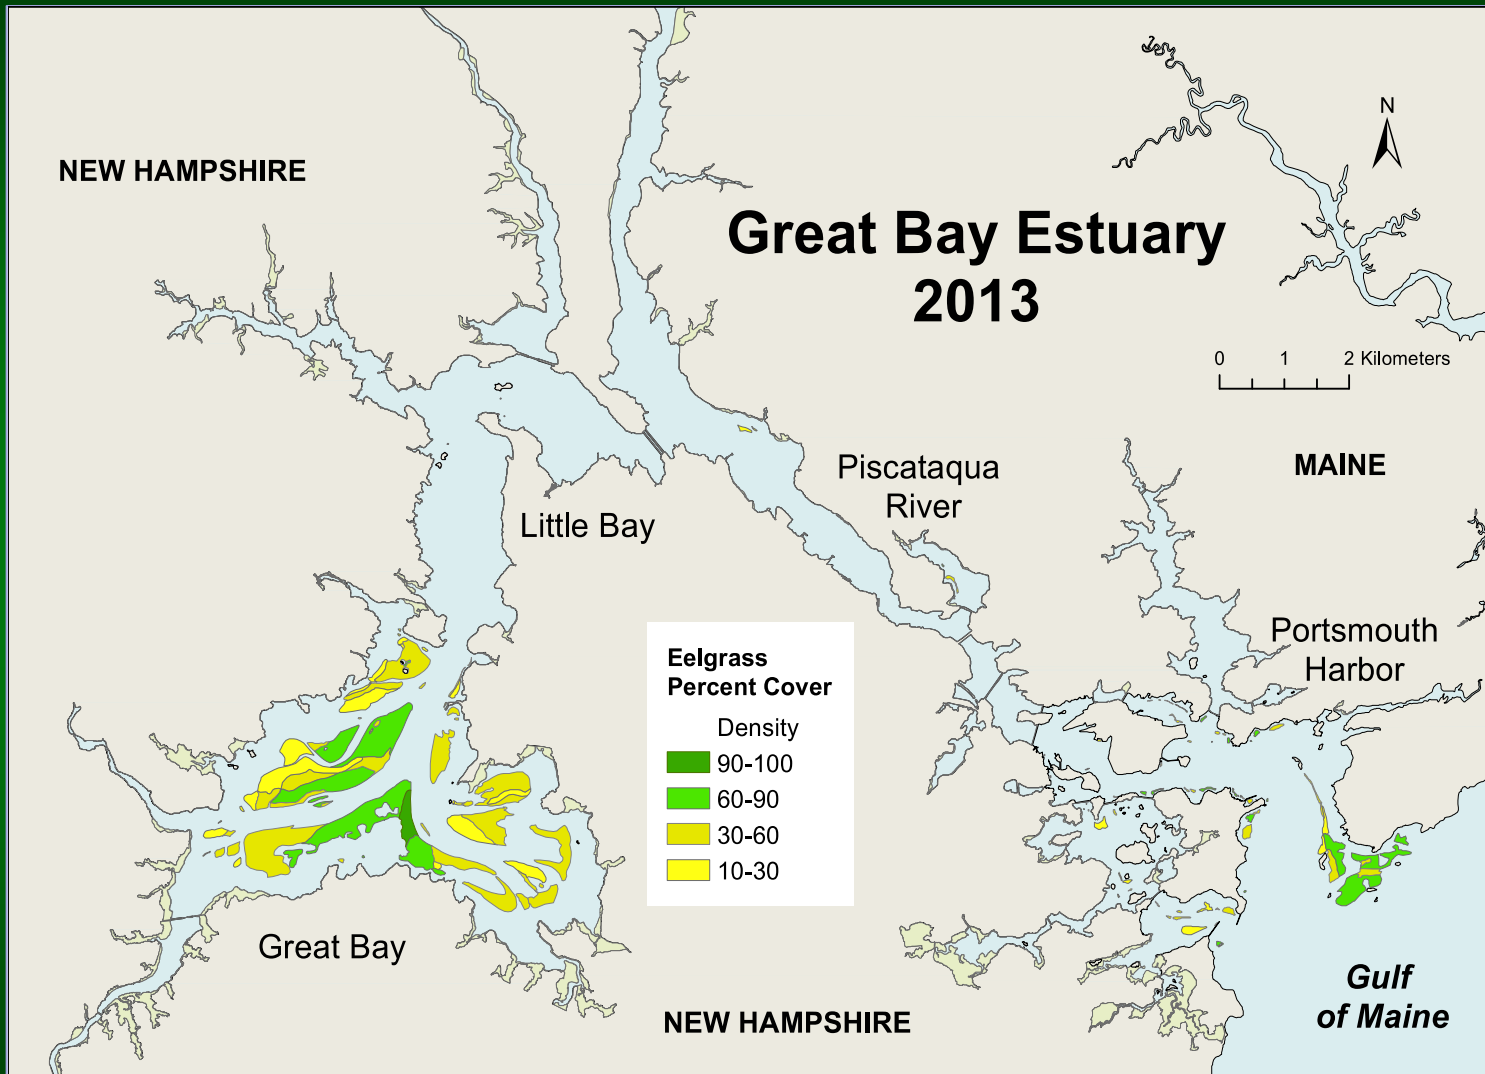 N
NEW HAMPSHIRE
Great Bay Estuary
2013
0 1 2 Kilometers
Piscataqua
River
MAINE
Little Bay
Portsmouth
Harbor
Eelgrass
Percent Cover
Density
90-100
60-90
30-60
10-30
Great Bay
NEW HAMPSHIRE
Gulf
of Maine